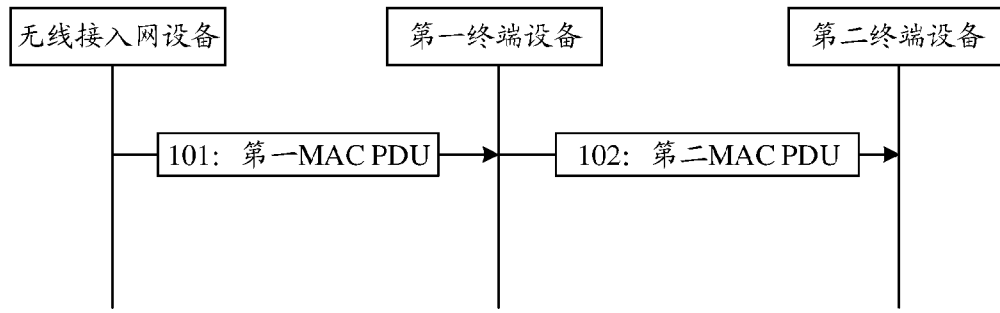 无线接入网设备
第一终端设备
第二终端设备
101：第一MAC PDU
102：第二MAC PDU